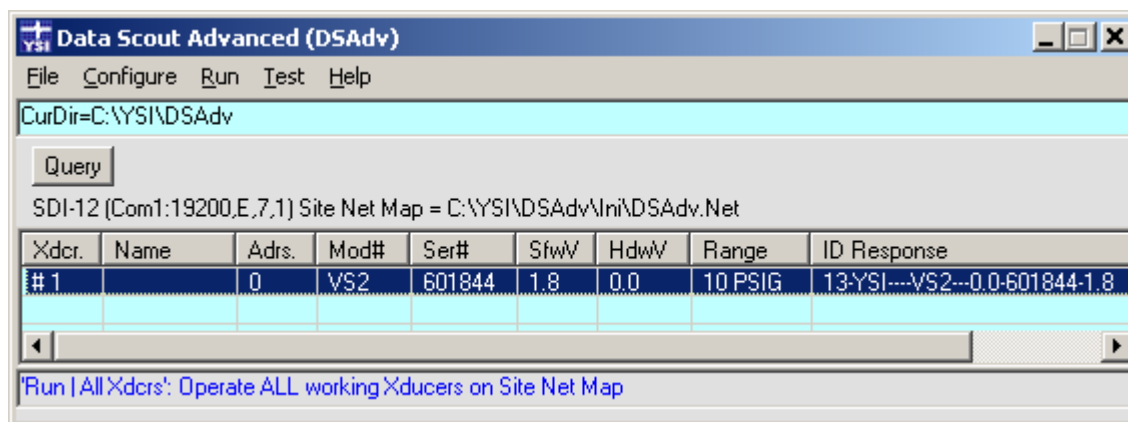 YSI Data Scout Advanced (DSAdv)
File Configure Run Test Help
CurDir=C:\YSI\DSAdv
Query
SDI-12 (Com1:19200,E,7,1) Site Net Map = C:\YSI\DSAdv\Ini\DSAdv.Net
Xdcr. Name Adrs. Mod# Ser# SfwV HdwV Range ID Response
# 1 0 VS2 601844 1.8 0.0 10 PSIG 13-YSI----VS2---0.0-601844-1.8
'Run | All Xdcrs': Operate ALL working Xducers on Site Net Map